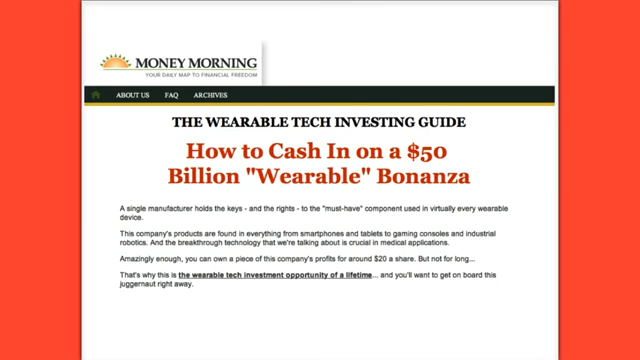 MONEY MORNING
YOUR DAILY MAP TO FINANCIAL FREEDOM
ABOUT US FAQ ARCHIVES
THE WEARABLE TECH INVESTING GUIDE
How to Cash In on a $50
Billion "Wearable" Bonanza
A single manufacturer holds the keys - and the rights - to the "must-have" component used in virtually every wearable
device.
This company's products are found in everything from smartphones and tablets to gaming consoles and industrial
robotics. And the breakthrough technology that we're talking about is crucial in medical applications.
Amazingly enough, you can own a piece of this company's profits for around $20 a share. But not for long...
That's why this is the wearable tech investment opportunity of a lifetime... and you'll want to get on board this
juggernaut right away.